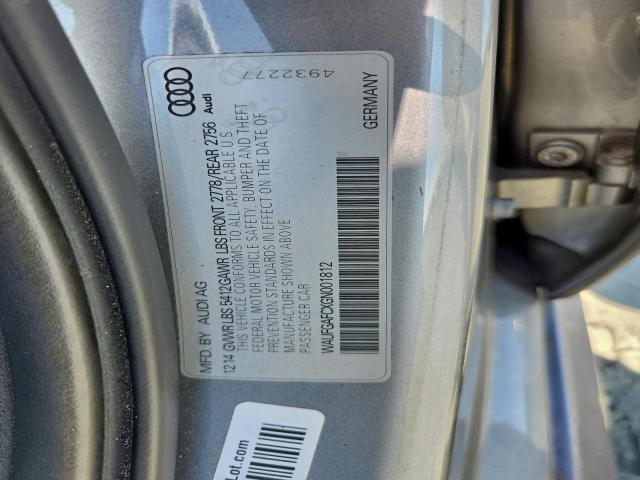 4932277
Audi
MFD.BY AUDI AG
12 14 GVWR LBS 5412 GAWR LBS FRONT 2778/REAR 2756
THIS VEHICLE CONFORMS TO ALL APPLICABLE U S
FEDERAL MOTOR VEHICLE SAFETY, BUMPER AND THEFT
PREVENTION STANDARDS IN EFFECT ON THE DATE OF
MANUFACTURE SHOWN ABOVE
PASSENGER CAR
WAUFGAFCXGN001812
GERMANY
Lot.com